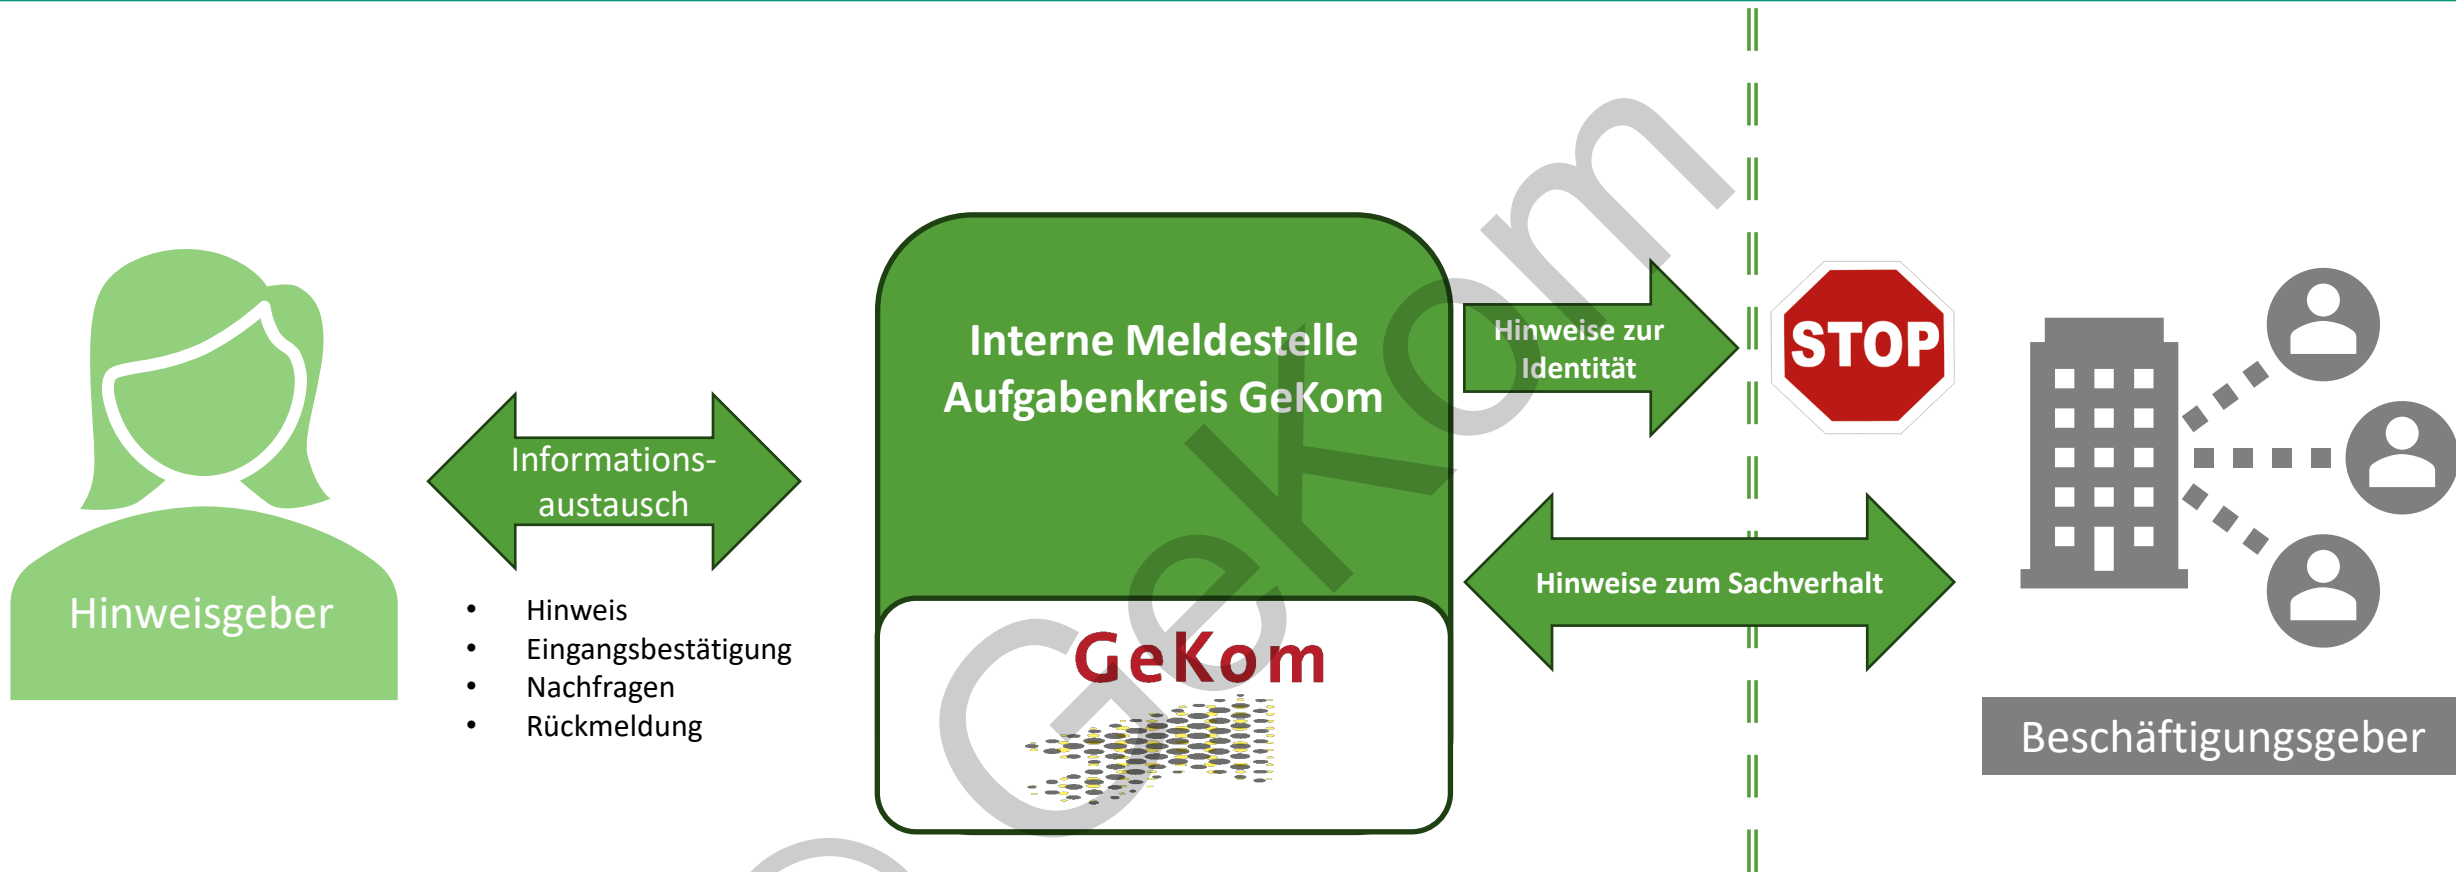 Hinweisgeber
Informations-
austausch
• Hinweis
• Eingangsbestätigung
• Nachfragen
• Rückmeldung
Interne Meldestelle
Aufgabenkreis GeKom
GeKom
Hinweise zur
Identität
STOP
Hinweise zum Sachverhalt
Beschäftigungsgeber
GeKom